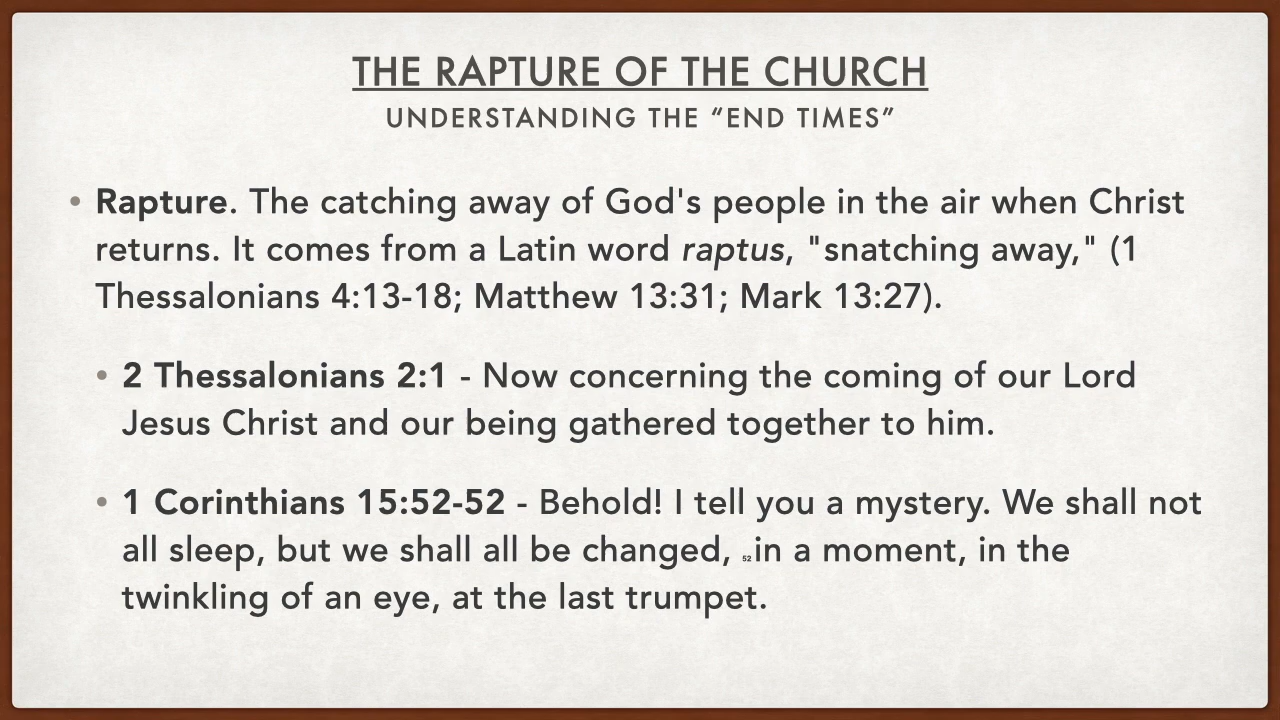 THE RAPTURE OF THE CHURCH
UNDERSTANDING THE “END TIMES”
• Rapture. The catching away of God's people in the air when Christ
returns. It comes from a Latin word raptus, "snatching away," (1
Thessalonians 4:13-18; Matthew 13:31; Mark 13:27).
• 2 Thessalonians 2:1 - Now concerning the coming of our Lord
Jesus Christ and our being gathered together to him.
• 1 Corinthians 15:52-52 - Behold! I tell you a mystery. We shall not
all sleep, but we shall all be changed, 52 in a moment, in the
twinkling of an eye, at the last trumpet.